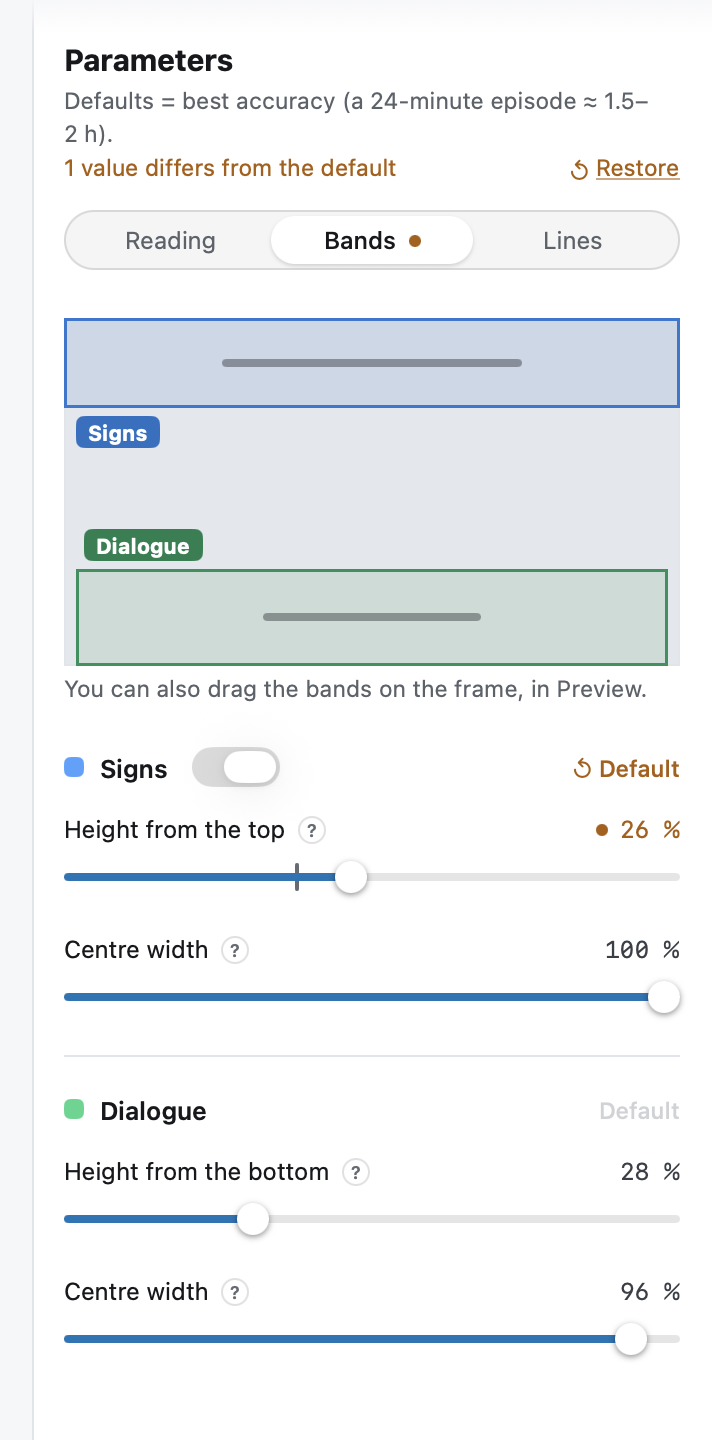 Parameters
Defaults = best accuracy (a 24-minute episode ≈ 1.5–
2 h).
1 value differs from the default
Restore
Reading
Bands
Lines
Signs
Dialogue
You can also drag the bands on the frame, in Preview.
Signs
Default
Height from the top ?
26 %
Centre width ?
100 %
Dialogue
Default
Height from the bottom ?
28 %
Centre width ?
96 %